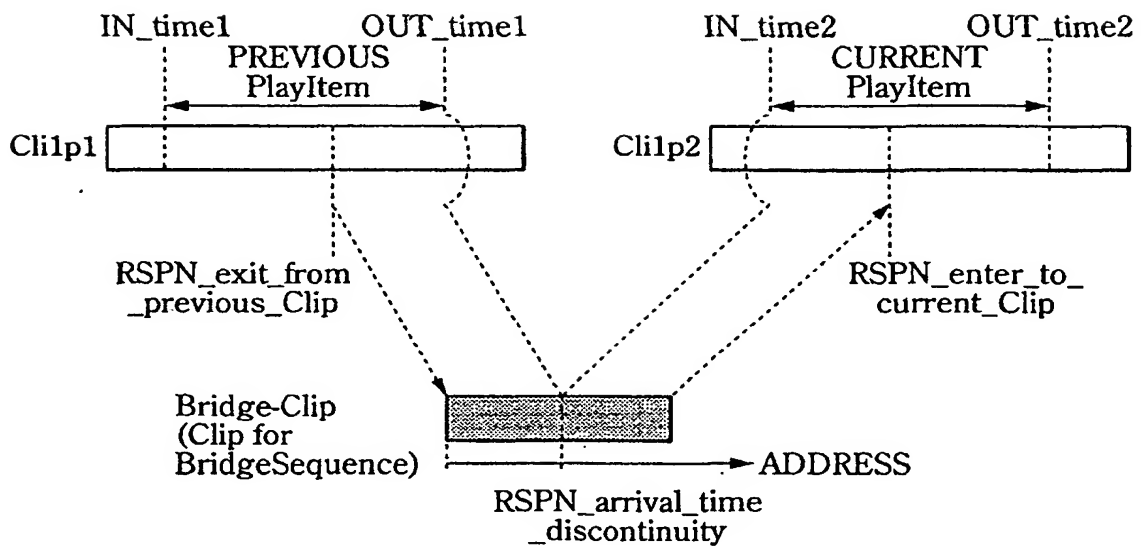 IN_time1
OUT_time1
IN_time2
OUT_time2
PREVIOUS
PlayItem
CURRENT
PlayItem
Cli1p1
Cli1p2
RSPN_exit_from
_previous_Clip
RSPN_enter_to_
current_Clip
Bridge-Clip
(Clip for
BridgeSequence)
ADDRESS
RSPN_arrival_time
_discontinuity